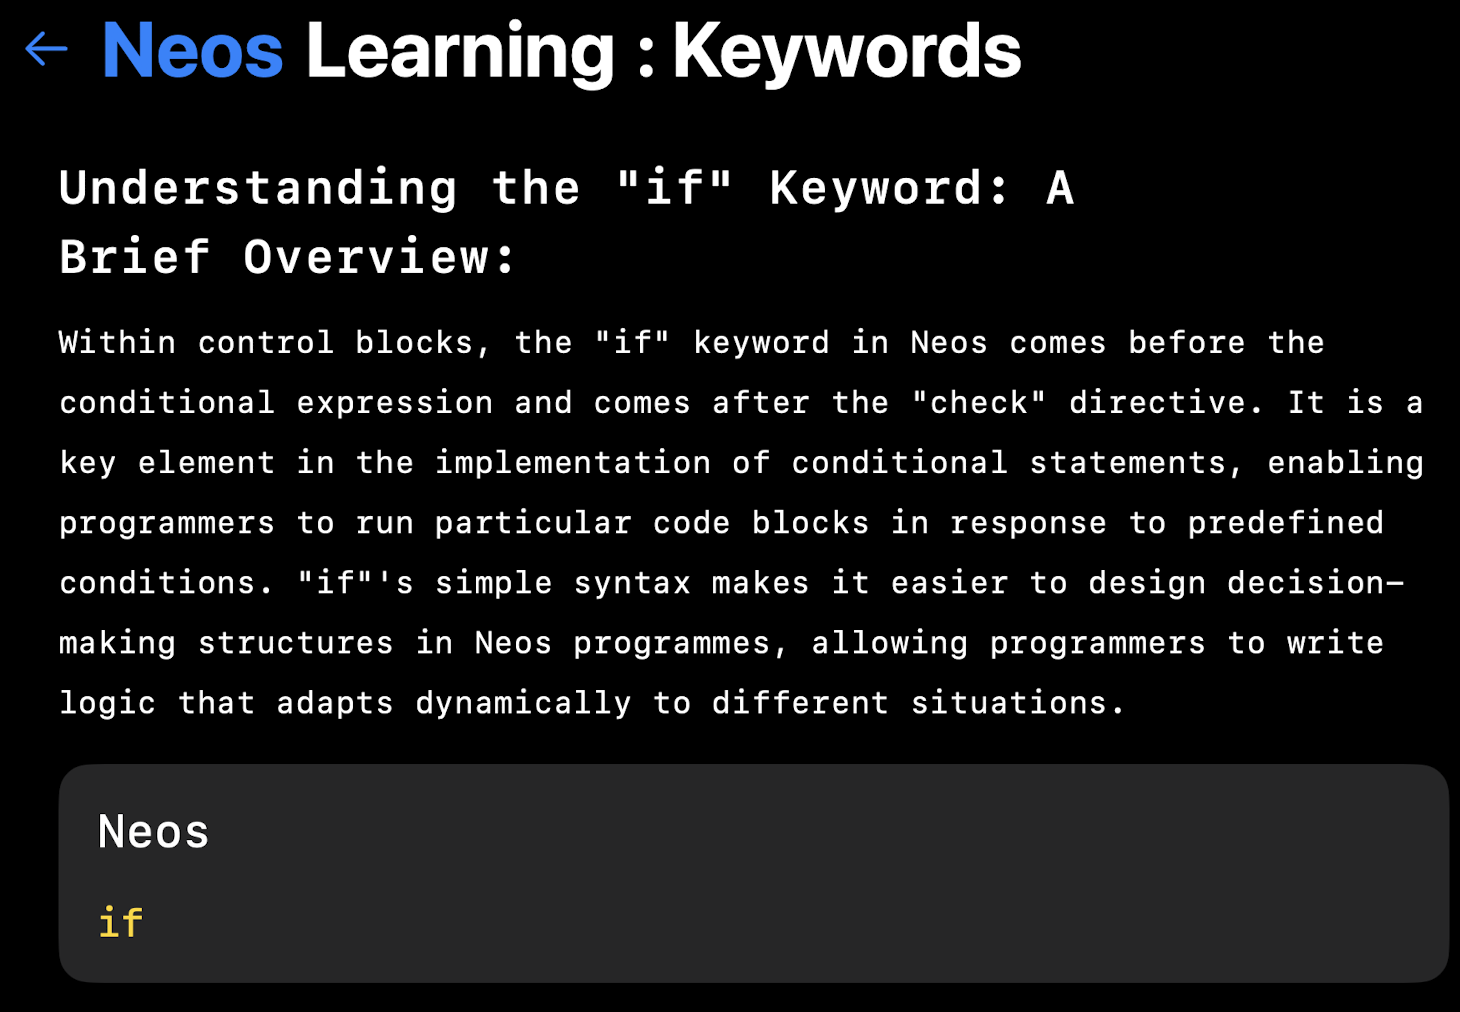 ← Neos Learning : Keywords
Understanding the "if" Keyword: A
Brief Overview:
Within control blocks, the "if" keyword in Neos comes before the
conditional expression and comes after the "check" directive. It is a
key element in the implementation of conditional statements, enabling
programmers to run particular code blocks in response to predefined
conditions. "if"'s simple syntax makes it easier to design decision-
making structures in Neos programmes, allowing programmers to write
logic that adapts dynamically to different situations.
Neos
if